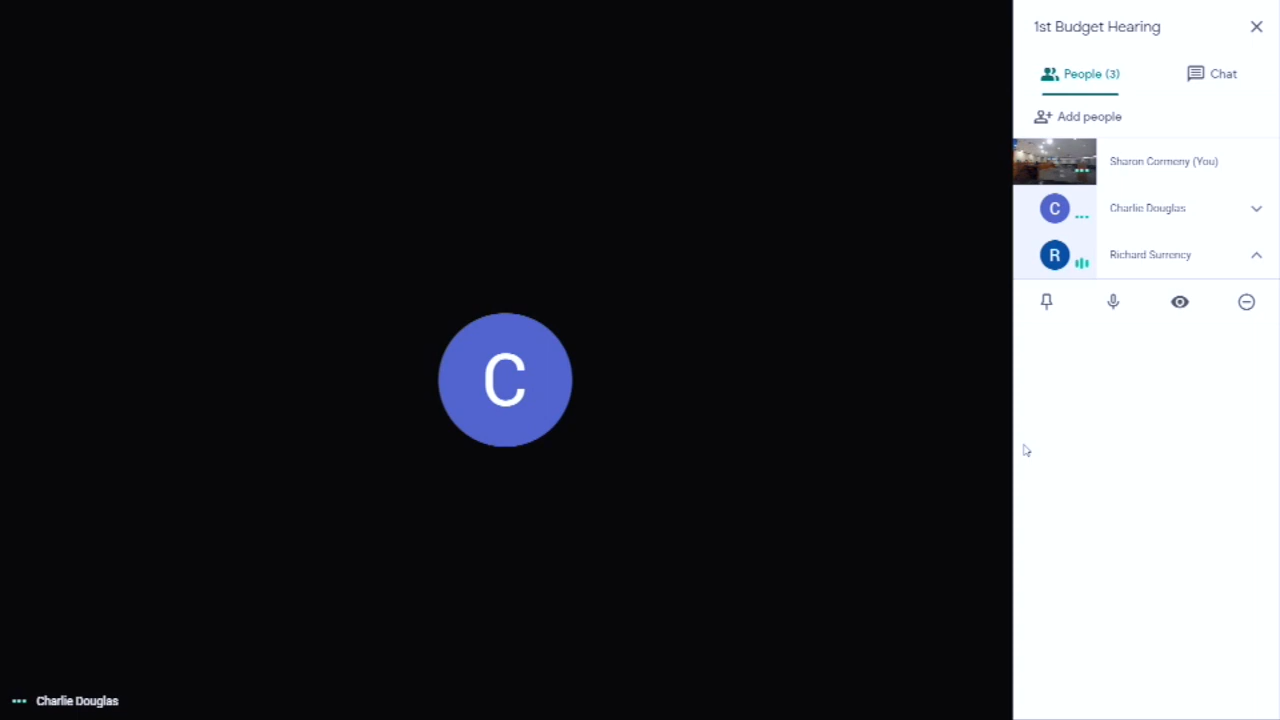 1st Budget Hearing
People (3)
Chat
Add people
Sharon Cormeny (You)
C
Charlie Douglas
R
Richard Surrency
C
Charlie Douglas